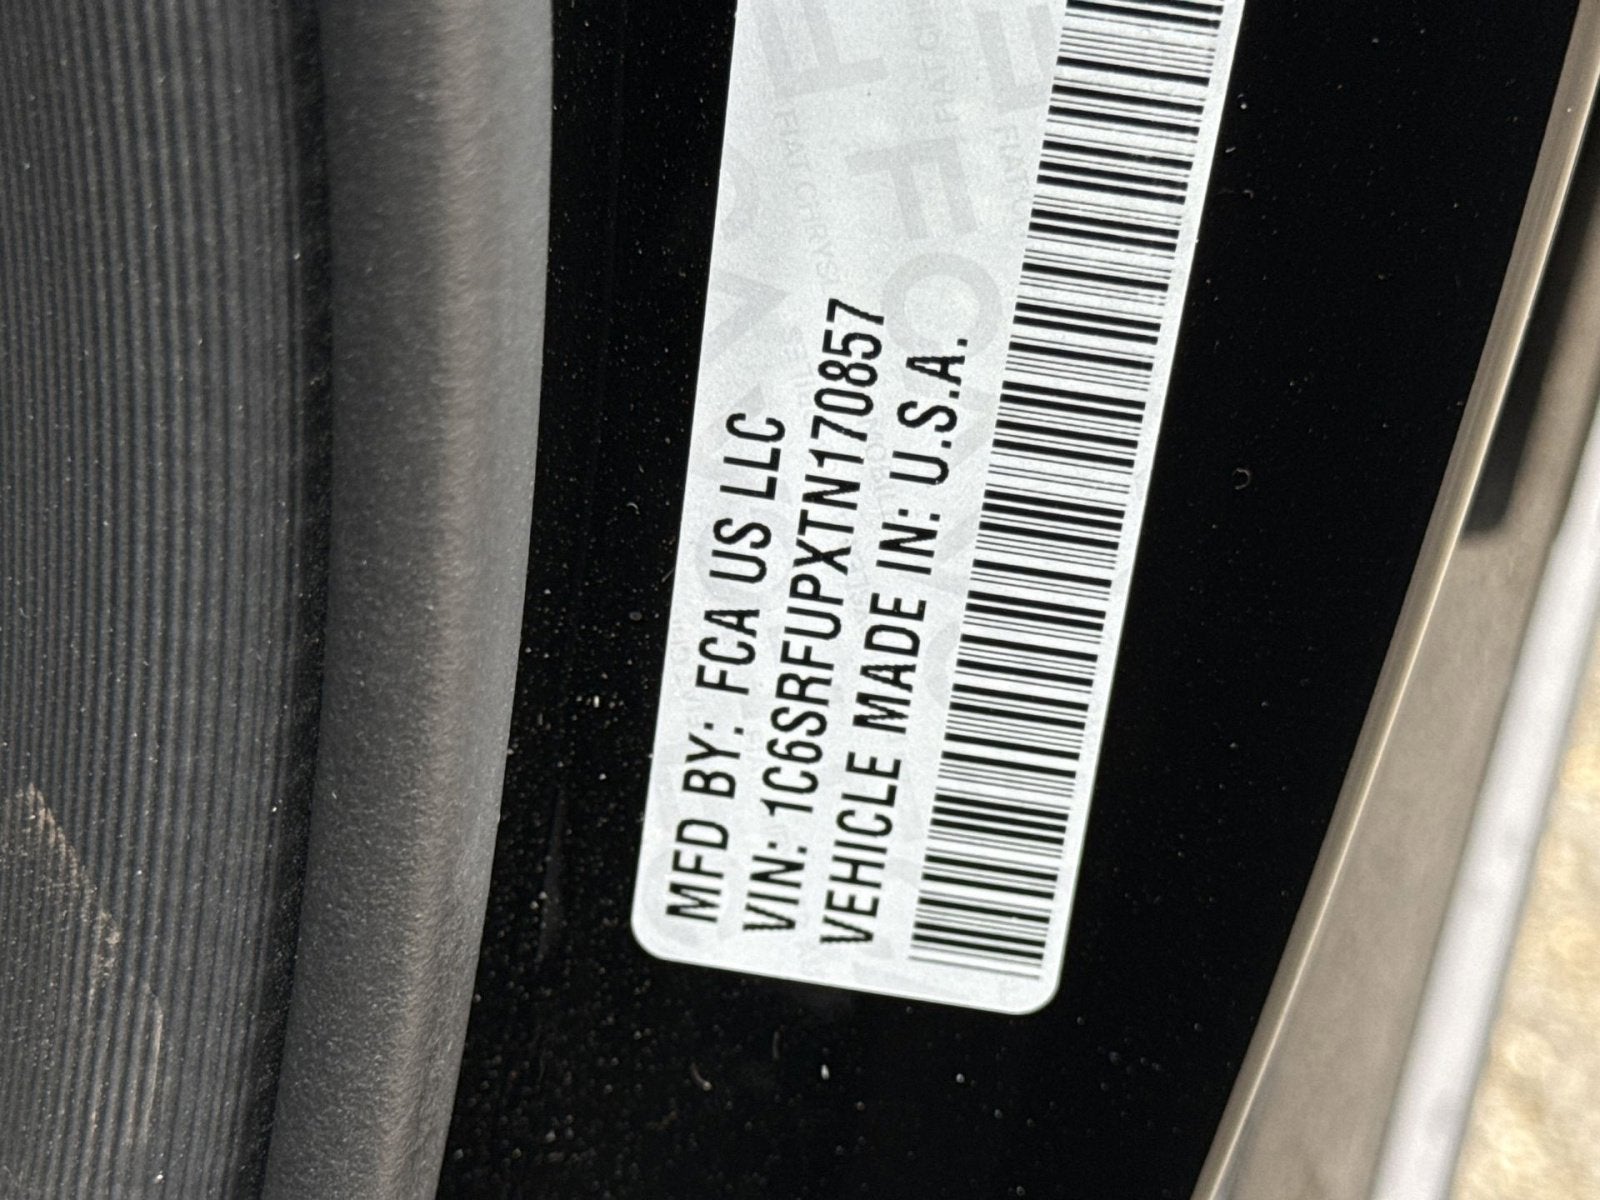 MFD BY: FCA US LLC
VIN: 1C6SRFUPXTN170857
VEHICLE MADE IN: U.S.A.